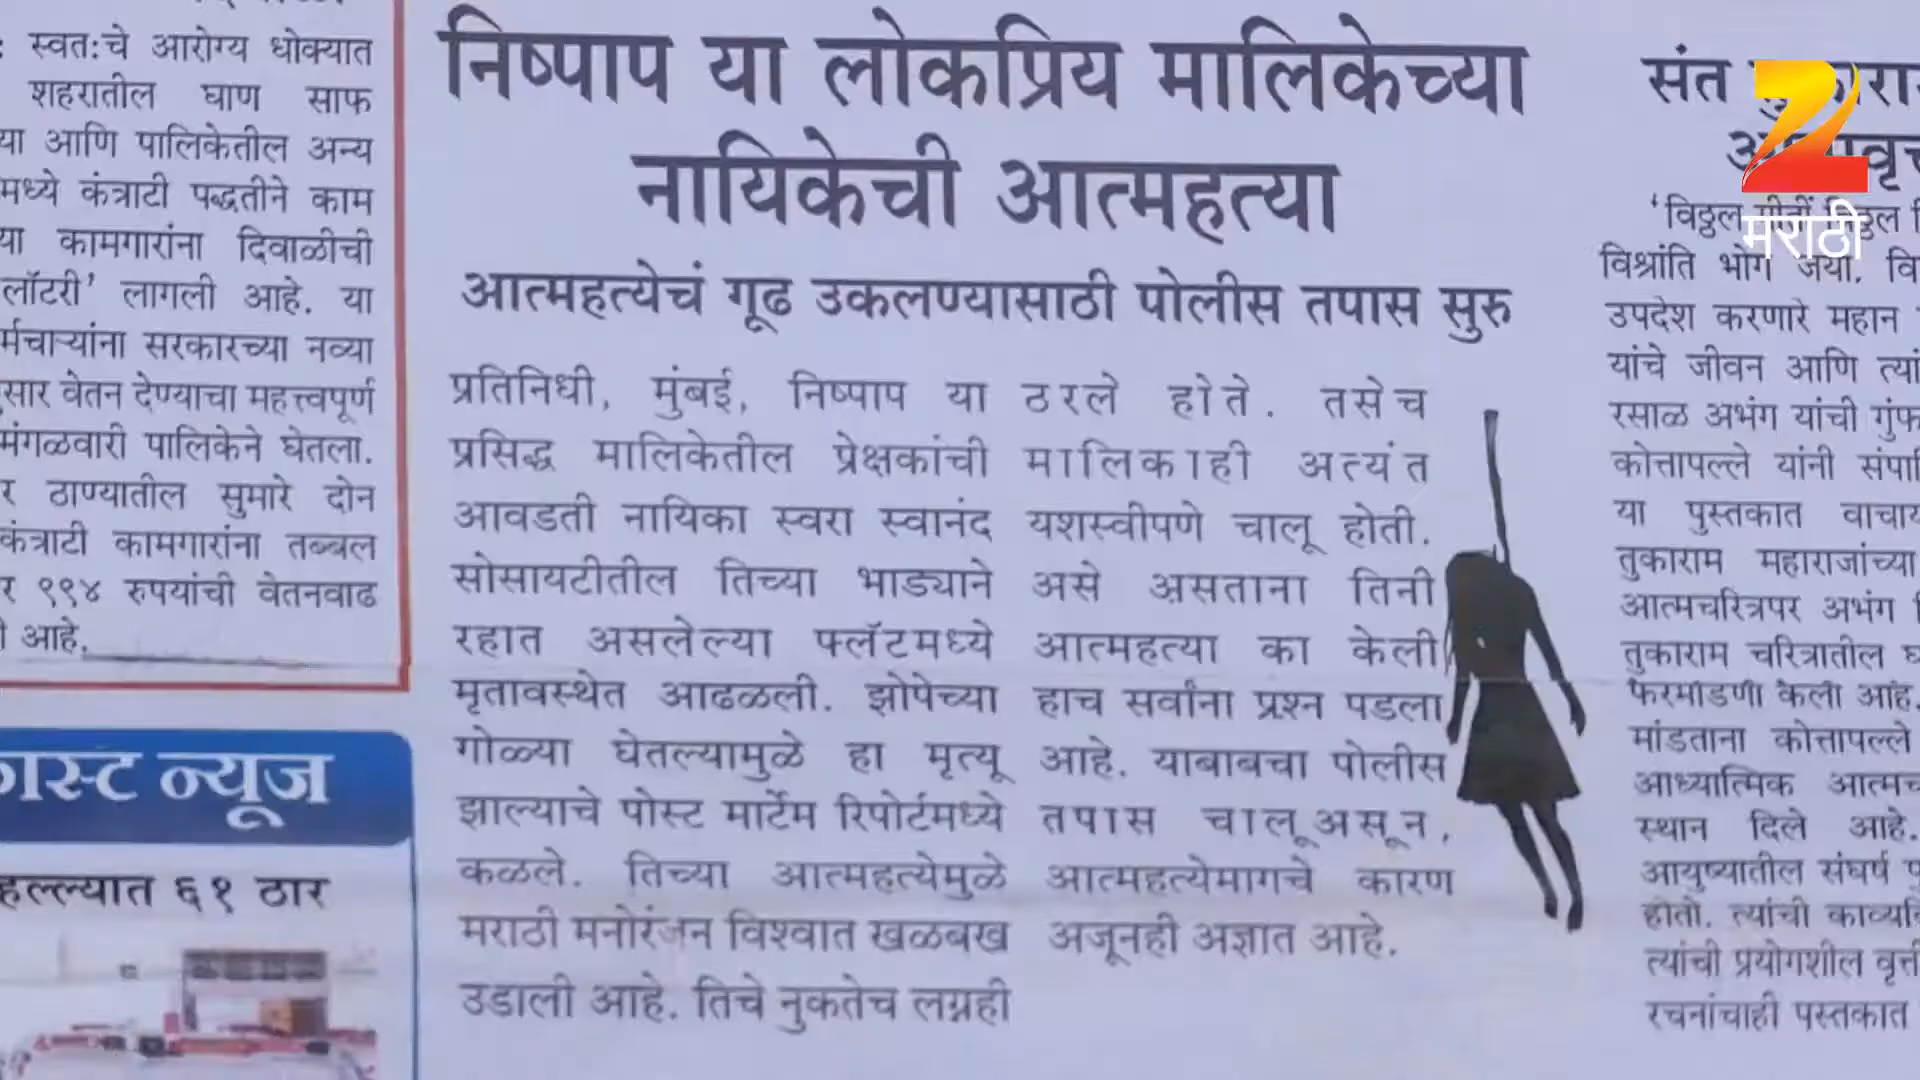 स्वतःचे आरोग्य धोक्यात
शहरातील घाण साफ
या आणि पालिकेतील अन्य
मध्ये कंत्राटी पद्धतीने काम
या कामगारांना दिवाळीची
लॉटरी’ लागली आहे. या
र्मचाऱ्यांना सरकारच्या नव्या
सार वेतन देण्याचा महत्त्वपूर्ण
मंगळवारी पालिकेने घेतला.
र ठाण्यातील सुमारे दोन
कंत्राटी कामगारांना तब्बल
र ९९४ रुपयांची वेतनवाढ
आहे.
न्यूज
हल्ल्यात ६१ ठार
निष्पाप या लोकप्रिय मालिकेच्या
नायिकेची आत्महत्या
आत्महत्येचं गूढ उकलण्यासाठी पोलीस तपास सुरु
प्रतिनिधी, मुंबई, निष्पाप या
प्रसिद्ध मालिकेतील प्रेक्षकांची
आवडती नायिका स्वरा स्वानंद
सोसायटीतील तिच्या भाड्याने
रहात असलेल्या फ्लॅटमध्ये
मृतावस्थेत आढळली. झोपेच्या
गोळ्या घेतल्यामुळे हा मृत्यू
झाल्याचे पोस्ट मार्टेम रिपोर्टमध्ये
कळले. तिच्या आत्महत्येमुळे
मराठी मनोरंजन विश्वात खळबख
उडाली आहे. तिचे नुकतेच लग्नही
ठरले होते. तसेच
मालिकाही अत्यंत
यशस्वीपणे चालू होती.
असे असताना तिनी
आत्महत्या का केली
हाच सर्वांना प्रश्न पडला
आहे. याबाबचा पोलीस
तपास चालू असून,
आत्महत्येमागचे कारण
अजूनही अज्ञात आहे.
संत
‘विठ्ठल
विश्रांति भोग
उपदेश करणारे महान
यांचे जीवन आणि त्यां
रसाळ अभंग यांची गुंफ
कोत्तापल्ले यांनी संपादि
या पुस्तकात वाचाय
तुकाराम महाराजांच्या
आत्मचरित्रपर अभंग
तुकाराम चरित्रातील
फेरमांडणी केली आहे.
मांडताना कोत्तापल्ले
आध्यात्मिक आत्मच
स्थान दिले आहे.
आयुष्यातील संघर्ष
होतो. त्यांची
त्यांची प्रयोगशील वृत्ती
रचनांचाही पुस्तकात
मराठी